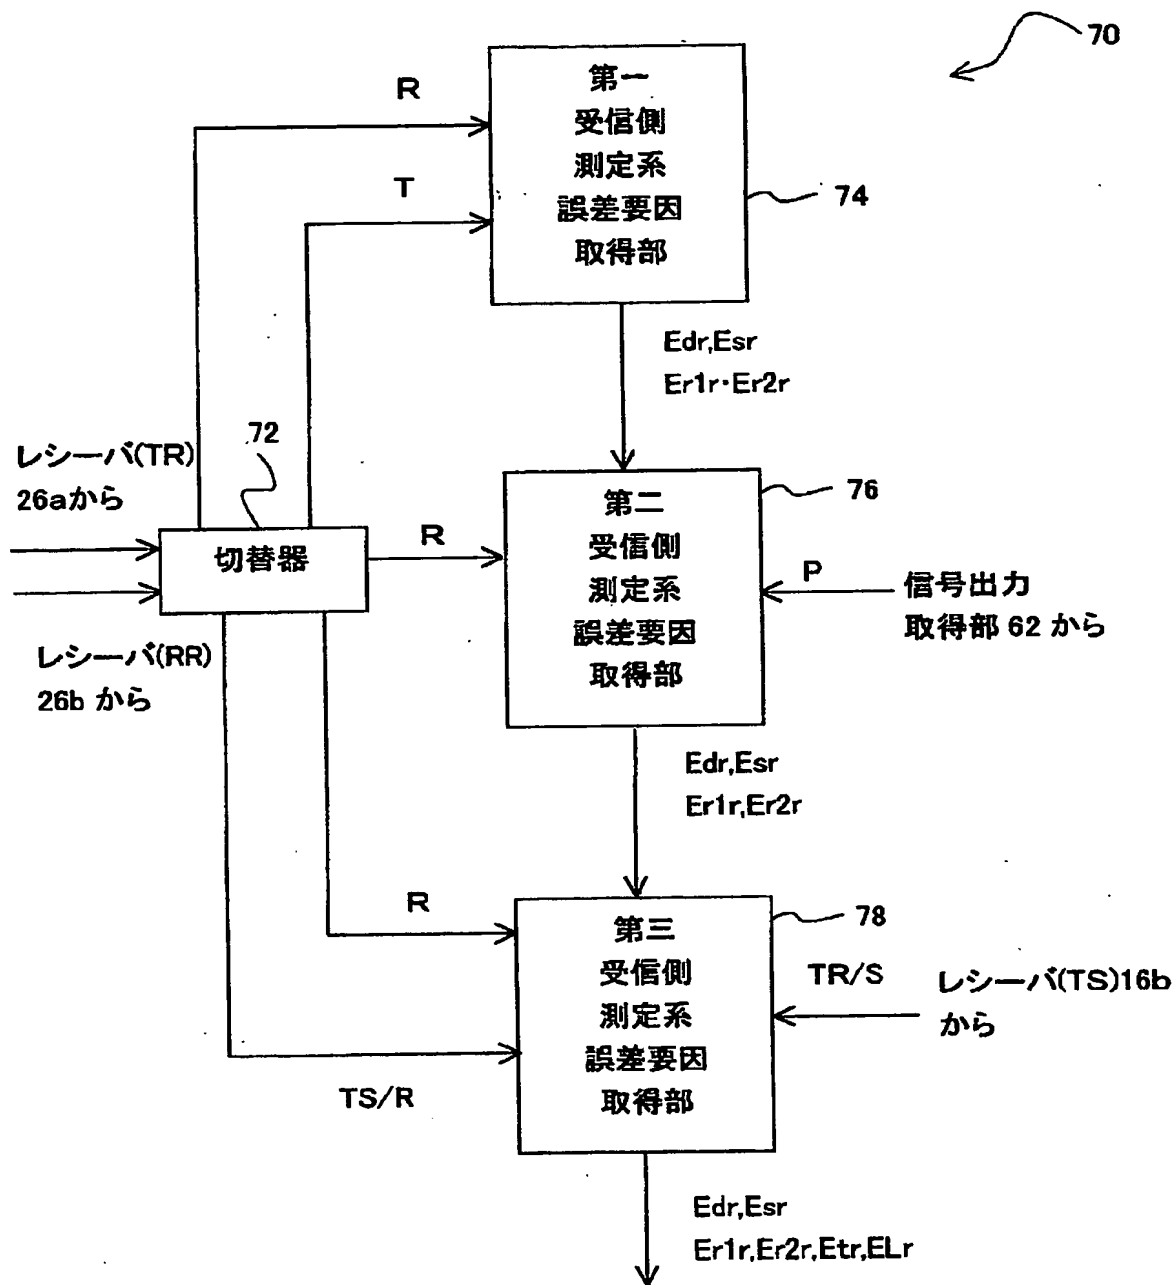 70
R
第一
受信側
測定系
誤差要因
取得部
74
T
Edr,Esr
Er1r・Er2r
レシーバ(TR)
26aから
72
切替器
R
第二
受信側
測定系
誤差要因
取得部
76
P
信号出力
取得部 62 から
レシーバ(RR)
26b から
Edr,Esr
Er1r,Er2r
R
第三
受信側
測定系
誤差要因
取得部
78
TR/S
レシーバ(TS)16b
から
TS/R
Edr,Esr
Er1r,Er2r,Etr,ELr